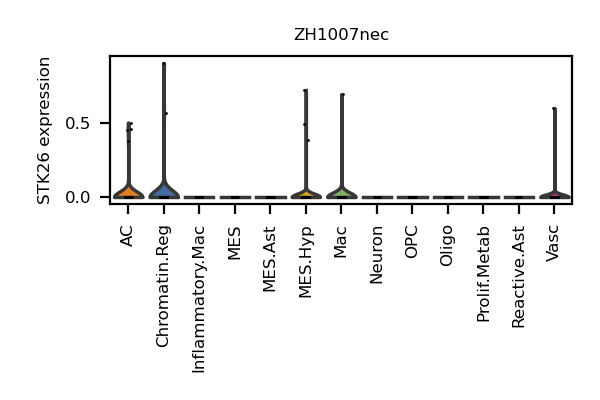 ZH1007nec
STK26 expression
0.5
0.0
AC
Chromatin.Reg
Inflammatory.Mac
MES
MES.Ast
MES.Hyp
Mac
Neuron
OPC
Oligo
Prolif.Metab
Reactive.Ast
Vasc